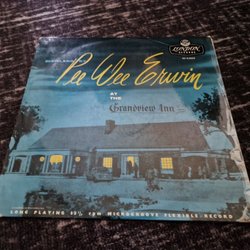 Pee Wee Erwin
LONDON
AT
THE
Grandview Inn
LONG PLAYING 33⅓ RPM MICROGROOVE FLEXIBLE RECORD